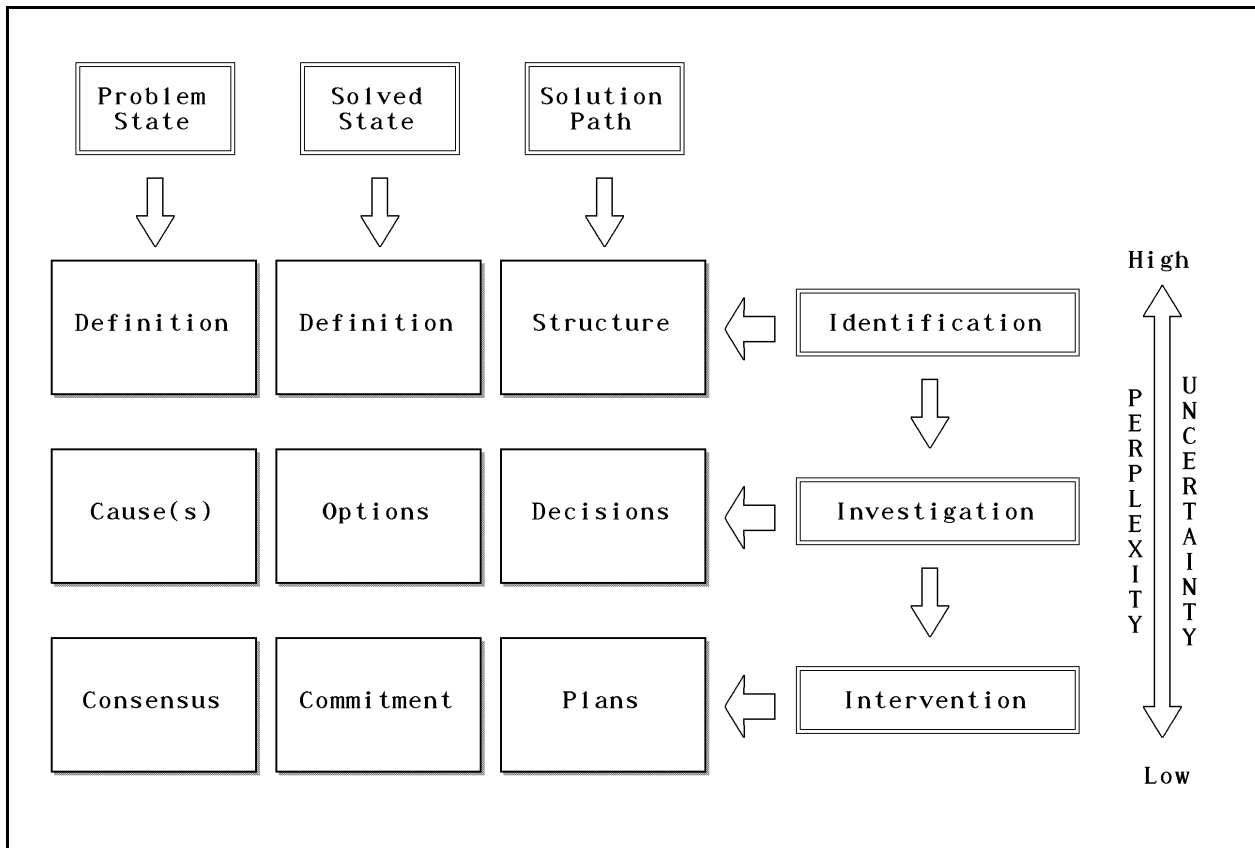 Problem State
Solved State
Solution Path
High
Definition
Definition
Structure
Identification
PERPLEXITY
UNCERTAINTY
Cause(s)
Options
Decisions
Investigation
Consensus
Commitment
Plans
Intervention
Low